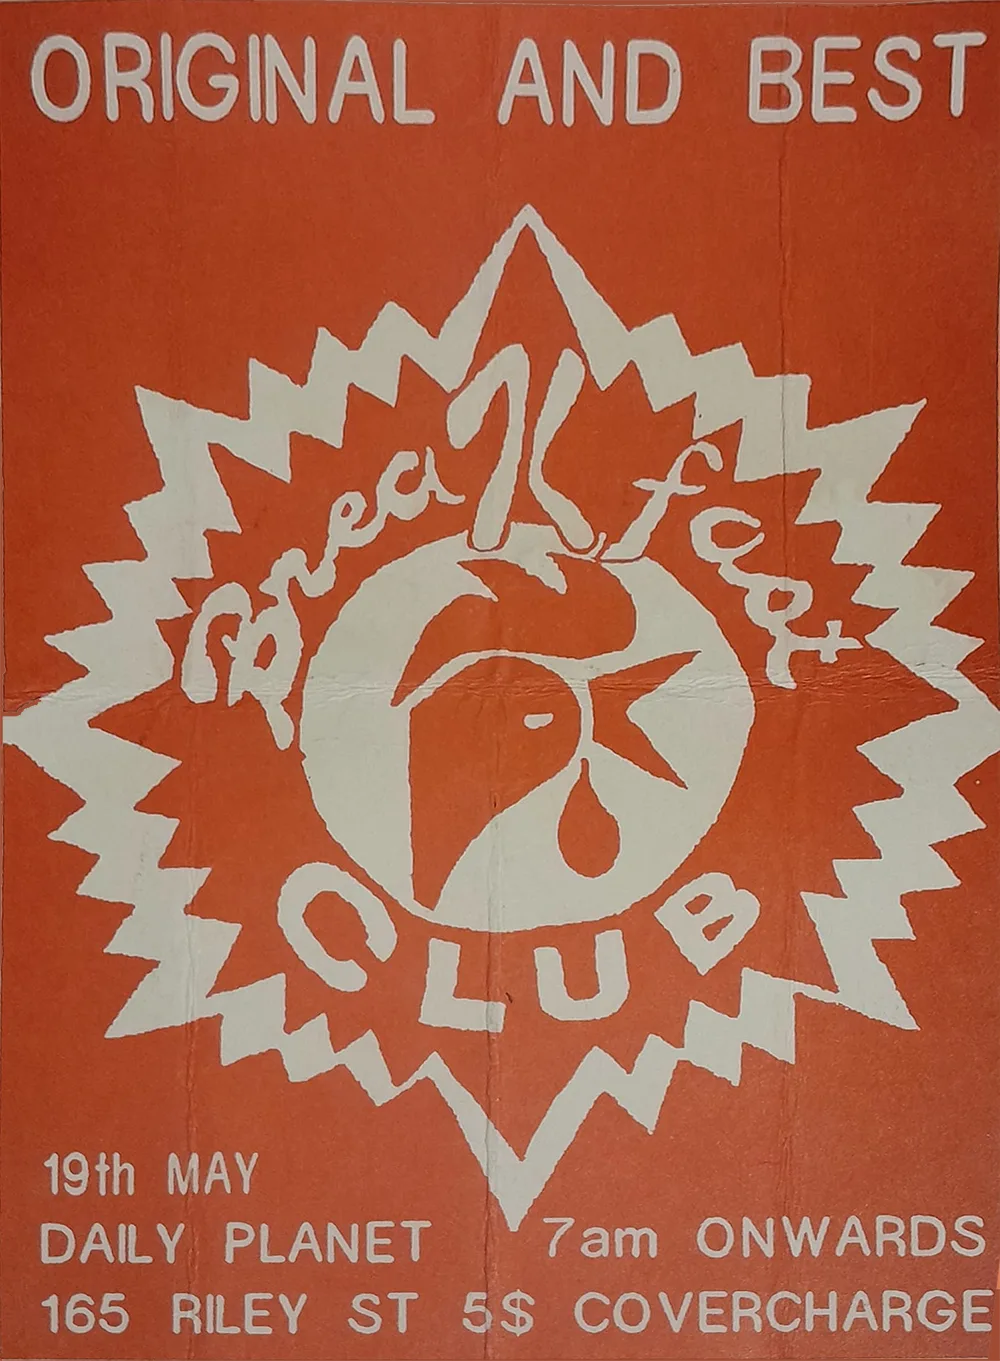 ORIGINAL AND BEST
Breakfast
CLUB
19th MAY
DAILY PLANET 7am ONWARDS
165 RILEY ST 5$ COVERCHARGE